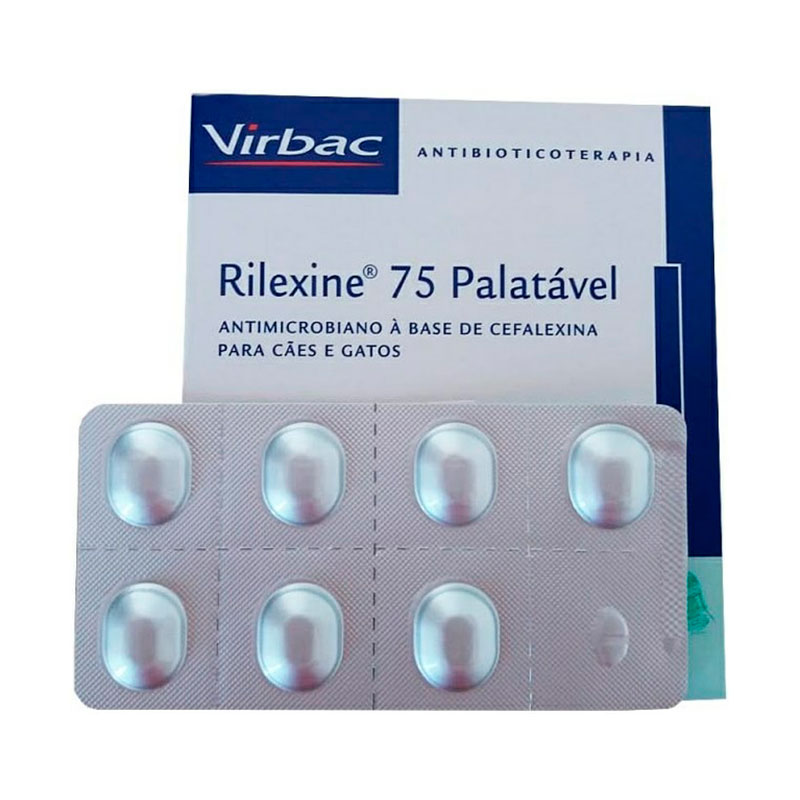 Virbac
ANTIBIOTICOTERAPIA
Rilexine® 75 Palatável
ANTIMICROBIANO À BASE DE CEFALEXINA
PARA CÃES E GATOS